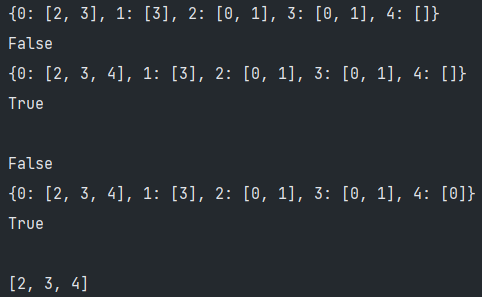 {0: [2, 3], 1: [3], 2: [0, 1], 3: [0, 1], 4: []}
False
{0: [2, 3, 4], 1: [3], 2: [0, 1], 3: [0, 1], 4: []}
True
False
{0: [2, 3, 4], 1: [3], 2: [0, 1], 3: [0, 1], 4: [0]}
True
[2, 3, 4]